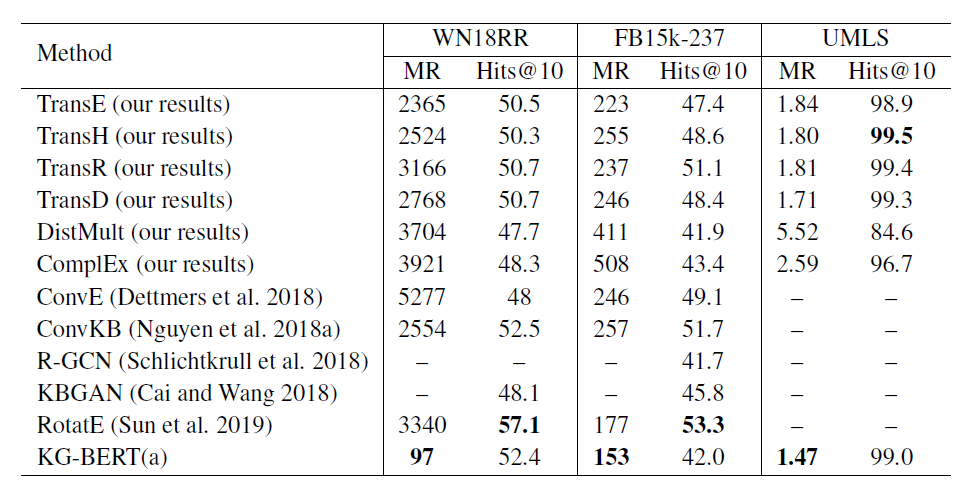 Method WN18RR FB15k-237 UMLS
MR Hits@10 MR Hits@10 MR Hits@10
TransE (our results) 2365 50.5 223 47.4 1.84 98.9
TransH (our results) 2524 50.3 255 48.6 1.80 99.5
TransR (our results) 3166 50.7 237 51.1 1.81 99.4
TransD (our results) 2768 50.7 246 48.4 1.71 99.3
DistMult (our results) 3704 47.7 411 41.9 5.52 84.6
ComplEx (our results) 3921 48.3 508 43.4 2.59 96.7
ConvE (Dettmers et al. 2018) 5277 48 246 49.1 – –
ConvKB (Nguyen et al. 2018a) 2554 52.5 257 51.7 – –
R-GCN (Schlichtkrull et al. 2018) – – – 41.7 – –
KBGAN (Cai and Wang 2018) – 48.1 – 45.8 – –
RotatE (Sun et al. 2019) 3340 57.1 177 53.3 – –
KG-BERT(a) 97 52.4 153 42.0 1.47 99.0